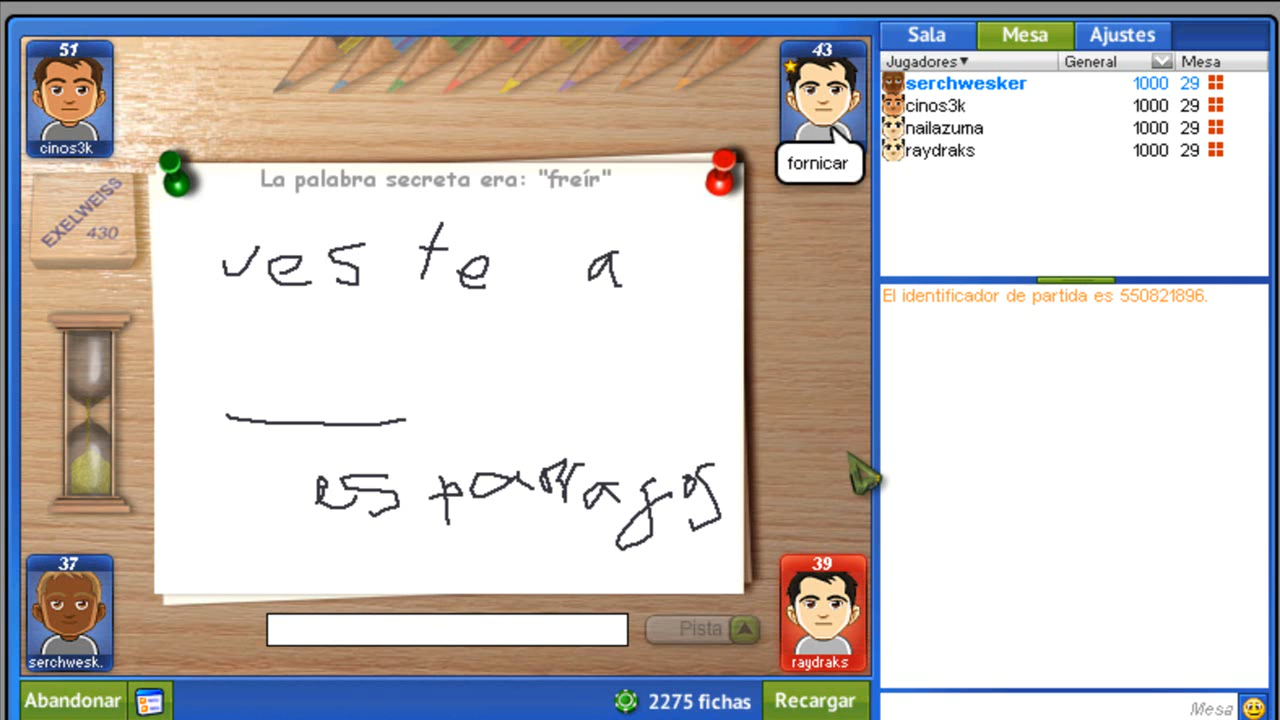 Sala Mesa Ajustes
Jugadores General Mesa
serchwesker 1000 29
cinos3k 1000 29
nailazuma 1000 29
raydraks 1000 29
El identificador de partida es 550821896.
51
cinos3k
43
fornicar
La palabra secreta era: "freír"
EXELWEISS
430
ves te a
esparragos
37
serchwesk.
39
raydraks
Pista
Abandonar
2275 fichas
Recargar
Mesa